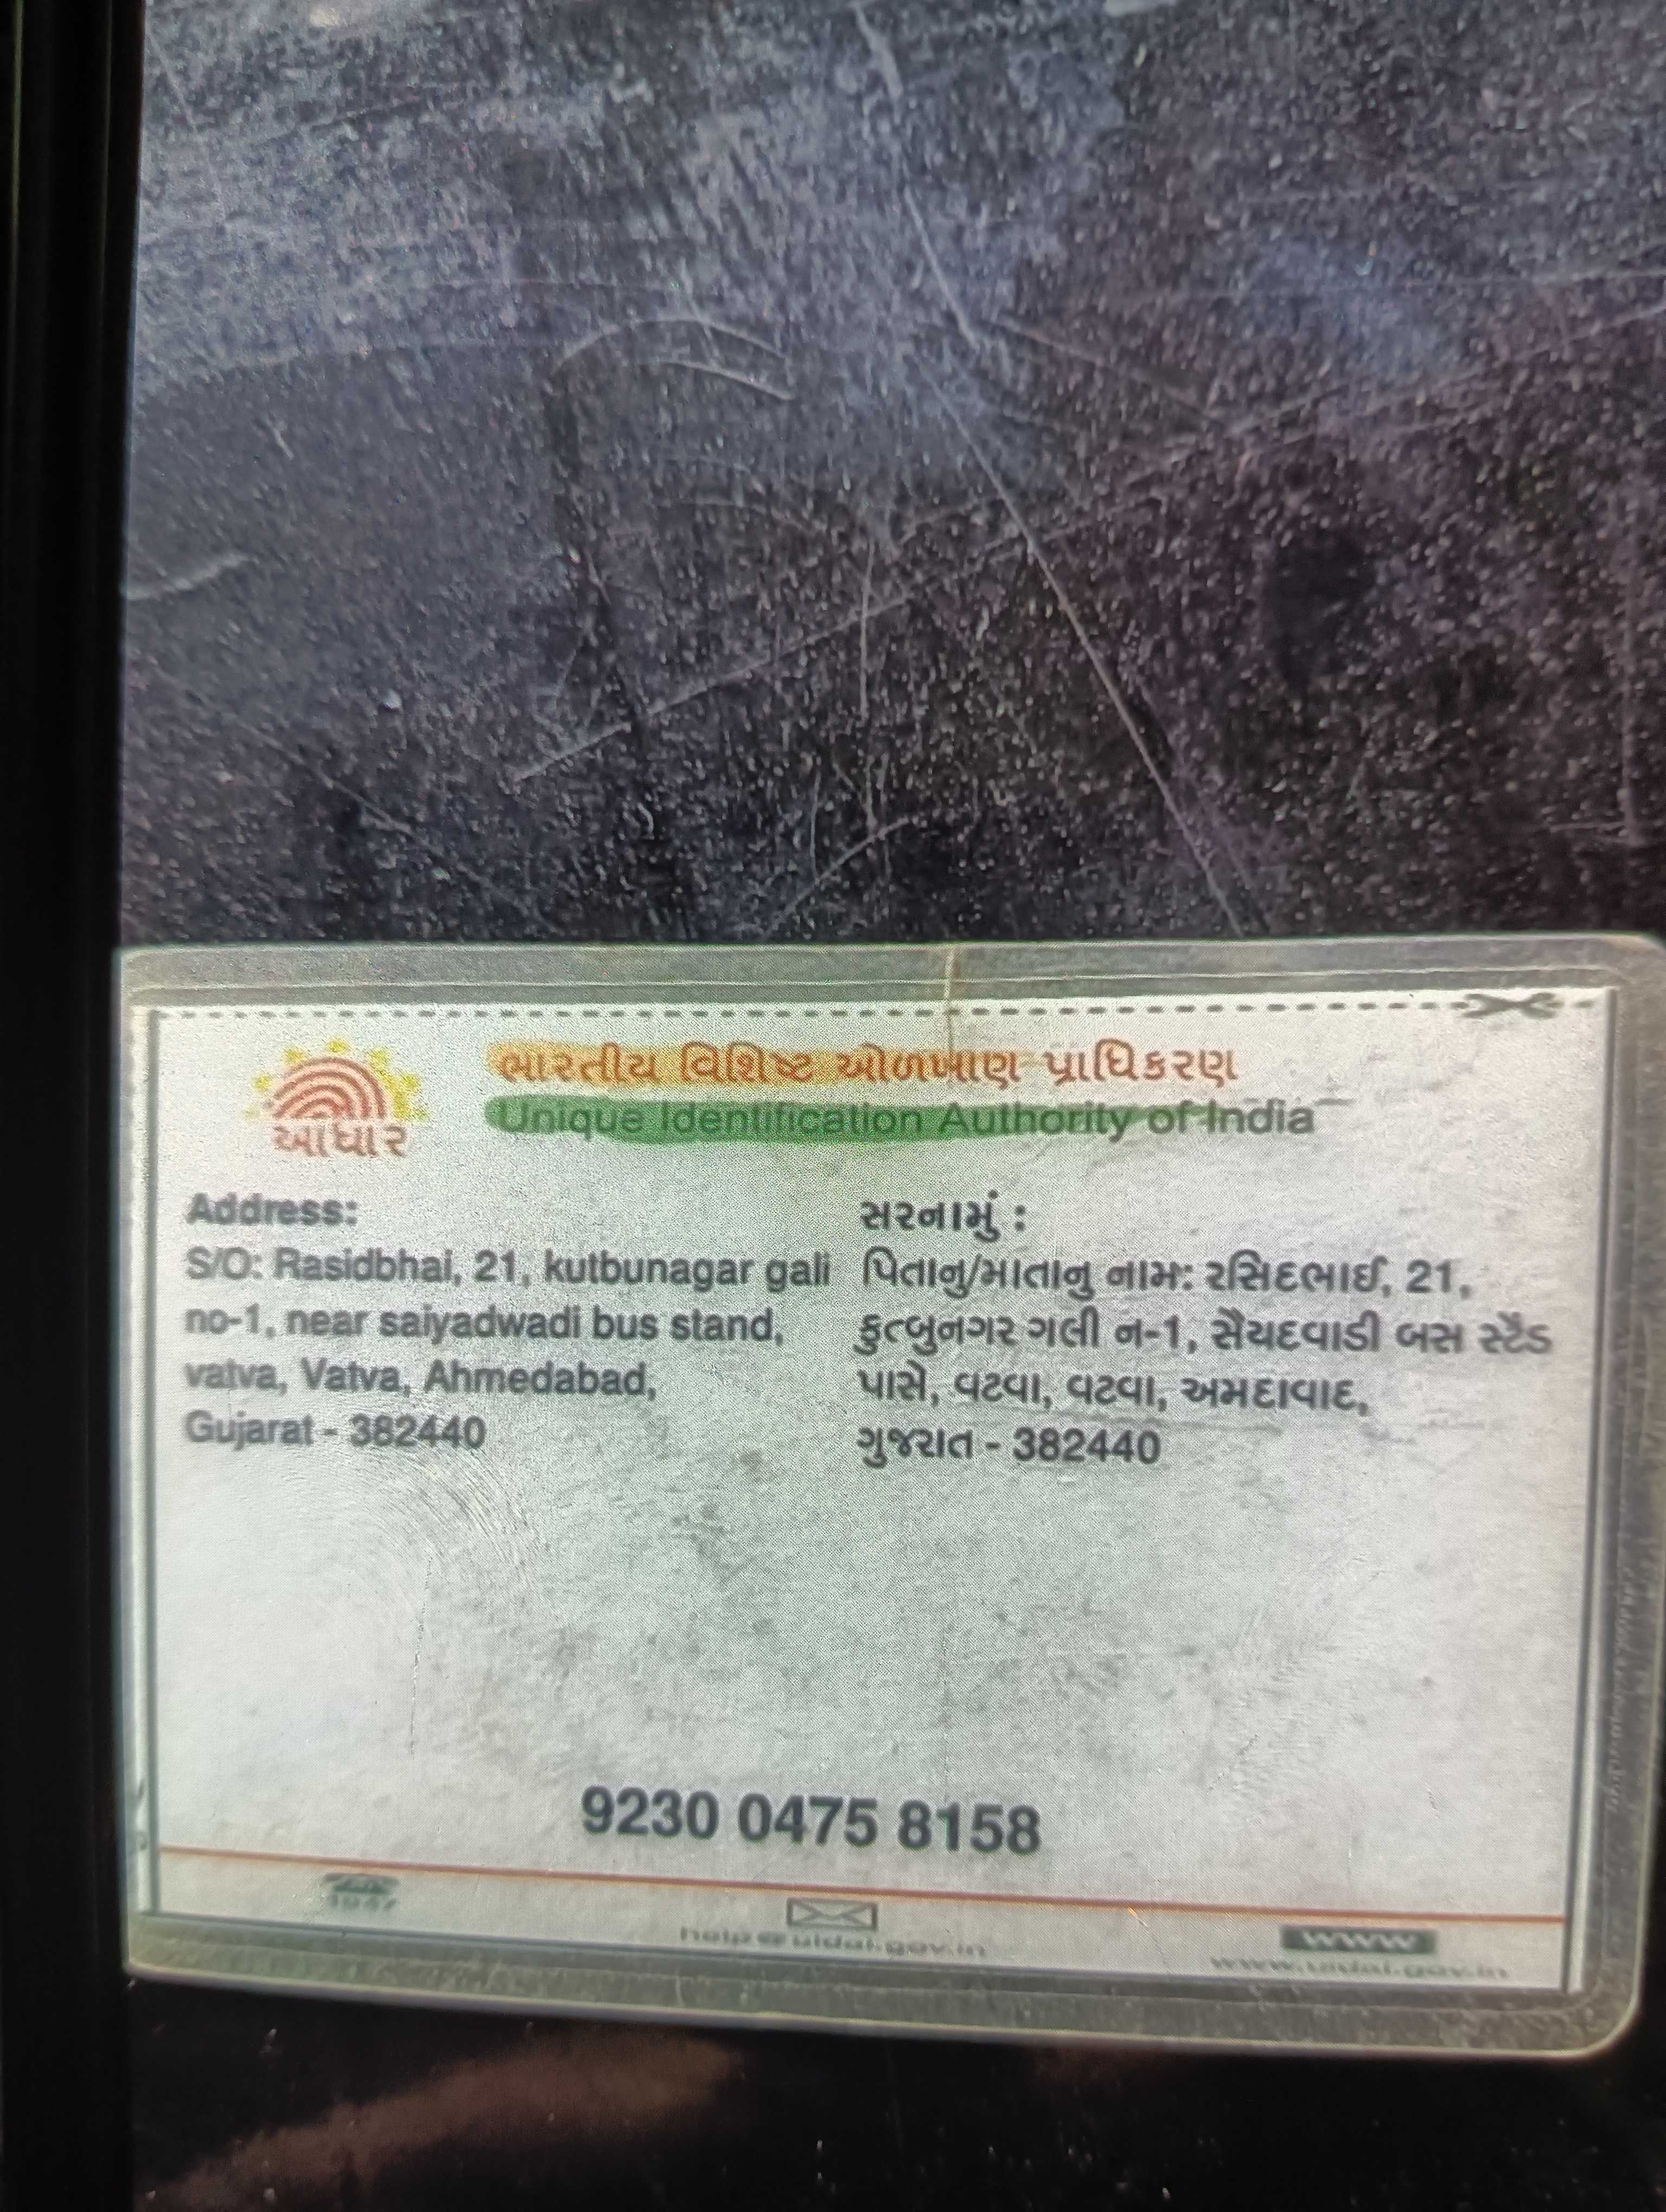 ભારતીય વિશિષ્ટ ઓળખાણ પ્રાધિકરણ
Unique Identification Authority of India
આધાર
Address:
S/O: Rasidbhai, 21, kutbunagar gali
no-1, near saiyadwadi bus stand,
vatva, Vatva, Ahmedabad,
Gujarat - 382440
સરનામું :
પિતાનુ/માતાનુ નામ: રસિદભાઈ, 21,
કુત્બુનગર ગલી ન-1, સૈયદવાડી બસ સ્ટેંડ
પાસે, વટવા, વટવા, અમદાવાદ,
ગુજરાત - 382440
9230 0475 8158
1947
help@uidai.gov.in
www
www.uidai.gov.in